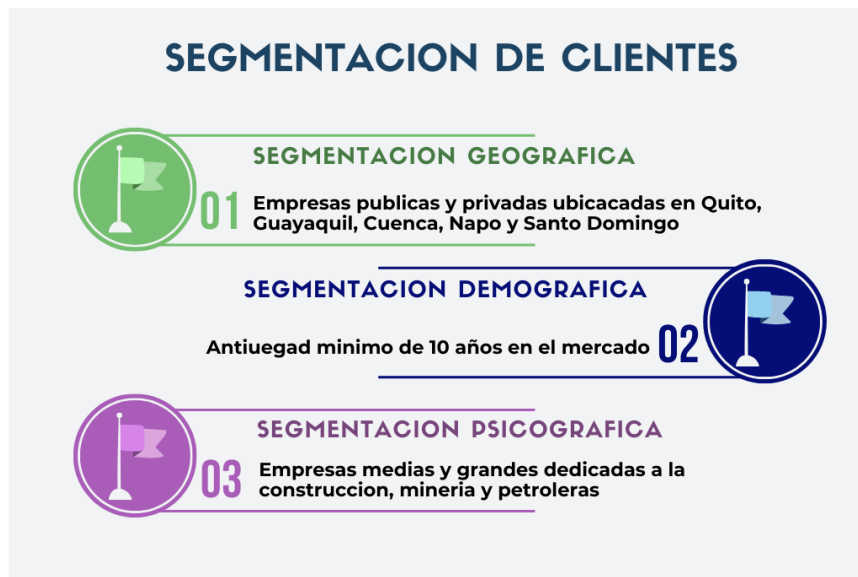 SEGMENTACION DE CLIENTES
SEGMENTACION GEOGRAFICA
01
Empresas publicas y privadas ubicacadas en Quito,
Guayaquil, Cuenca, Napo y Santo Domingo
SEGMENTACION DEMOGRAFICA
Antiuegad minimo de 10 años en el mercado
02
SEGMENTACION PSICOGRAFICA
03
Empresas medias y grandes dedicadas a la
construccion, mineria y petroleras